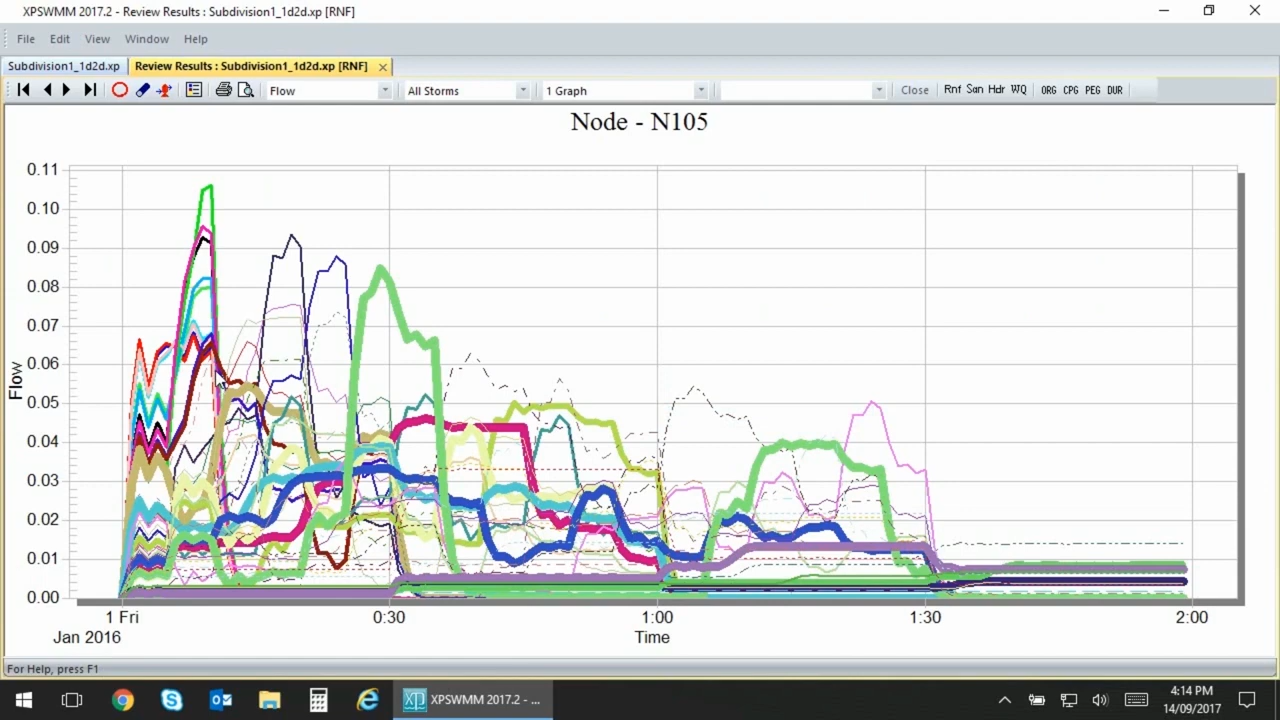 XPSWMM 2017.2 - Review Results : Subdivision1_1d2d.xp [RNF]
File Edit View Window Help
Subdivision1_1d2d.xp Review Results : Subdivision1_1d2d.xp [RNF]
Flow All Storms 1 Graph Close Rnf San Hdr WQ ORG CPG PEG DUR
Node - N105
0.11
0.10
0.09
0.08
0.07
0.06
0.05
0.04
0.03
0.02
0.01
0.00
Flow
1 Fri 0:30 1:00 1:30 2:00
Jan 2016 Time
For Help, press F1
XPSWMM 2017.2 - ...
4:14 PM
14/09/2017